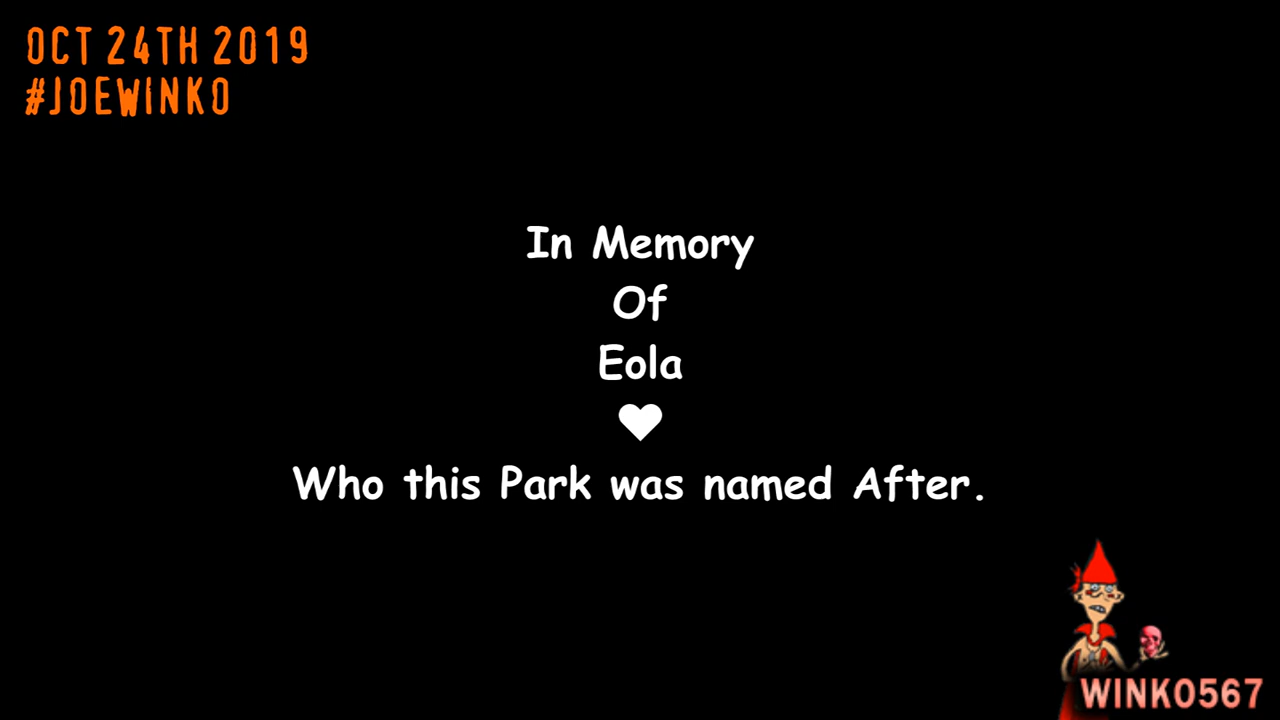 OCT 24TH 2019
#JOEWINKO
In Memory
Of
Eola
♥
Who this Park was named After.
WINKO567